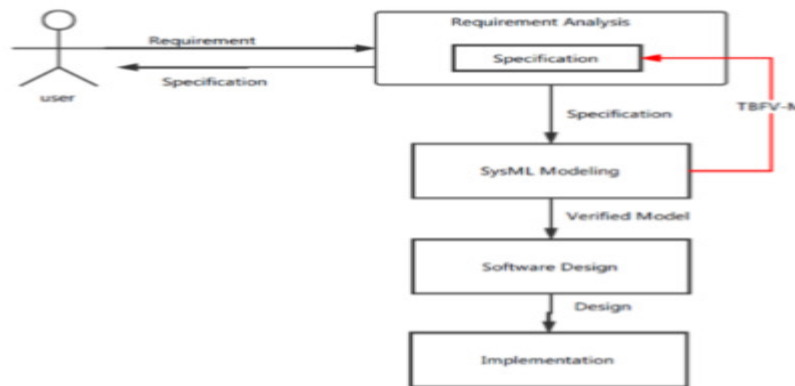 Requirement Analysis
Requirement
Specification
Specification
user
Specification
TBFV-M
SysML Modeling
Verified Model
Software Design
Design
Implementation